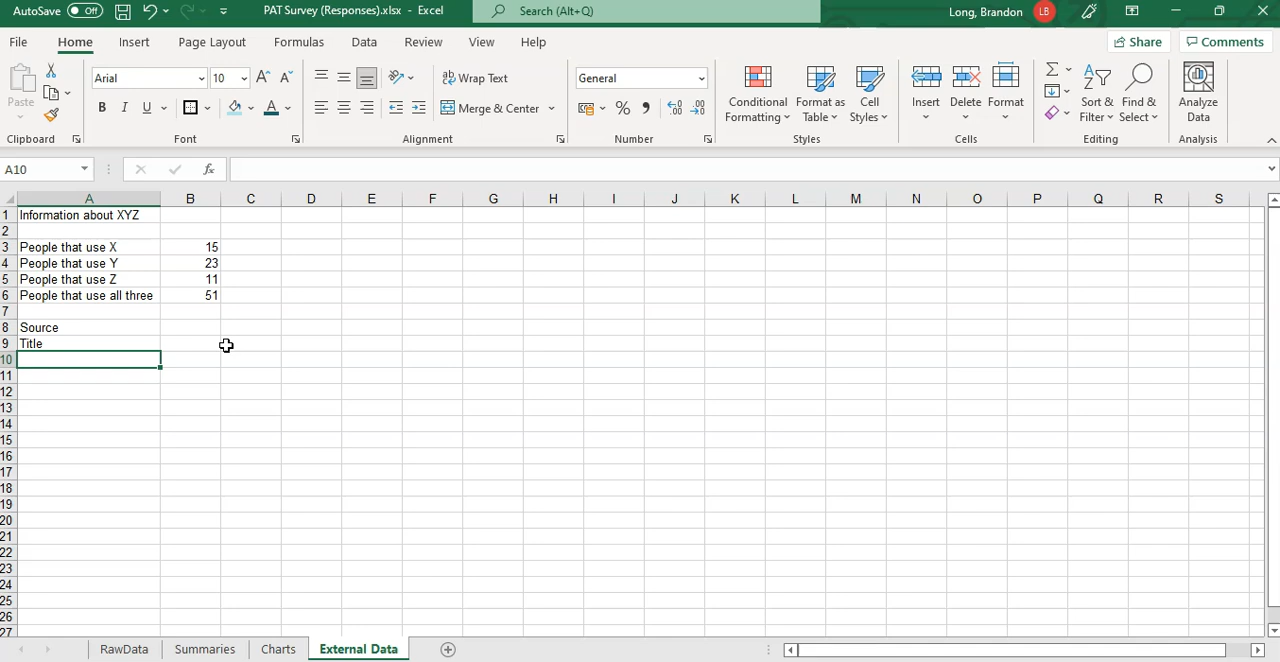 AutoSave Off PAT Survey (Responses).xlsx - Excel Search (Alt+Q) Long, Brandon LB
File Home Insert Draw Page Layout Formulas Data Review View Help Share Comments
Paste Arial 10 A^ A˅ ab Wrap Text General Conditional Formatting Format as Table Cell Styles Insert Delete Format Sort & Filter Find & Select Analyze Data
B I U A Merge & Center % 
Clipboard Font Alignment Number Styles Cells Editing Analysis
A10 fx
A B C D E F G H I J K L M N O P Q R S
1 Information about XYZ
2
3 People that use X 15
4 People that use Y 23
5 People that use Z 11
6 People that use all three 51
7
8 Source
9 Title
10
11
12
13
14
15
16
17
18
19
20
21
22
23
24
25
26
27
RawData Summaries Charts External Data